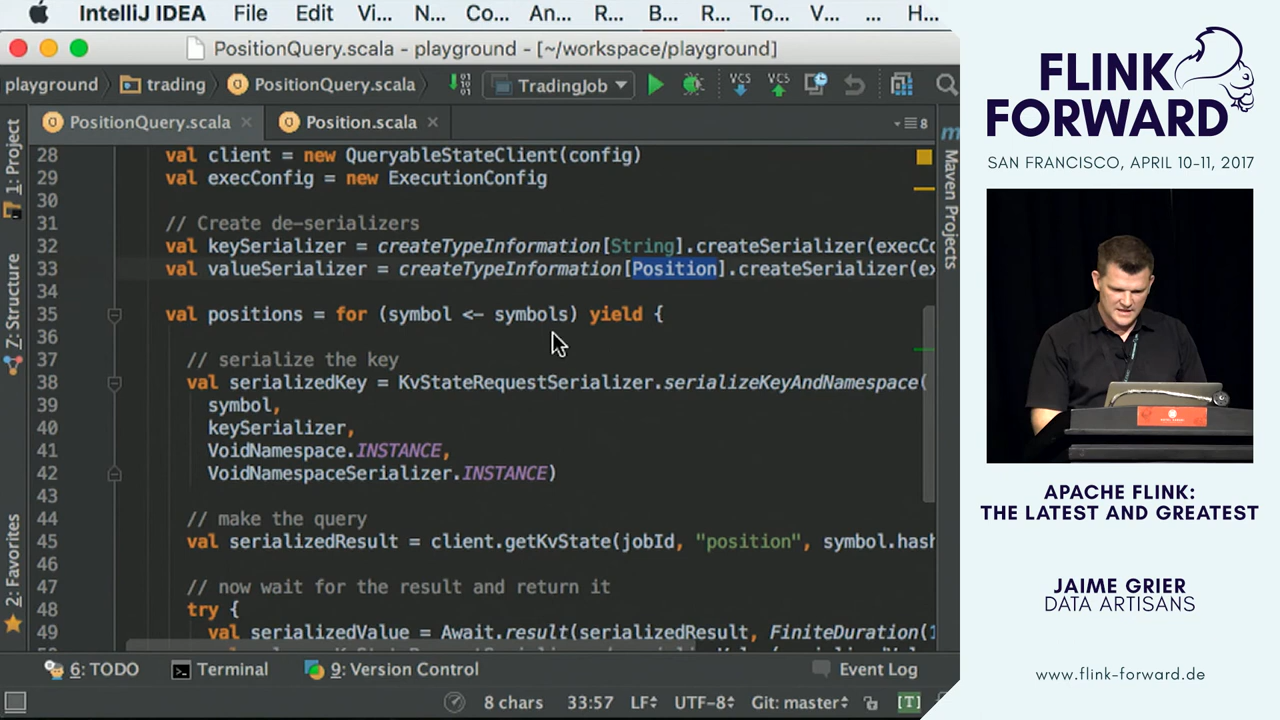 IntelliJ IDEA File Edit Vi... N... Co... An... R... B... R... To... V... ... H...
PositionQuery.scala - playground - [~/workspace/playground]
playground trading PositionQuery.scala TradingJob VCS VCS
PositionQuery.scala Position.scala 8
1: Project
Z: Structure
2: Favorites
28 val client = new QueryableStateClient(config)
29 val execConfig = new ExecutionConfig
30
31 // Create de-serializers
32 val keySerializer = createTypeInformation[String].createSerializer(execCo
33 val valueSerializer = createTypeInformation[Position].createSerializer(ex
34
35 val positions = for (symbol <- symbols) yield {
36
37 // serialize the key
38 val serializedKey = KvStateRequestSerializer.serializeKeyAndNamespace(
39 symbol,
40 keySerializer,
41 VoidNamespace.INSTANCE,
42 VoidNamespaceSerializer.INSTANCE)
43
44 // make the query
45 val serializedResult = client.getKvState(jobId, "position", symbol.hash
46
47 // now wait for the result and return it
48 try {
49 val serializedValue = Await.result(serializedResult, FiniteDuration(1
m Maven Projects
6: TODO Terminal 9: Version Control Event Log
8 chars 33:57 LF UTF-8 Git: master [T]
FLINK
FORWARD
SAN FRANCISCO, APRIL 10-11, 2017
APACHE FLINK:
THE LATEST AND GREATEST
JAIME GRIER
DATA ARTISANS
www.flink-forward.de